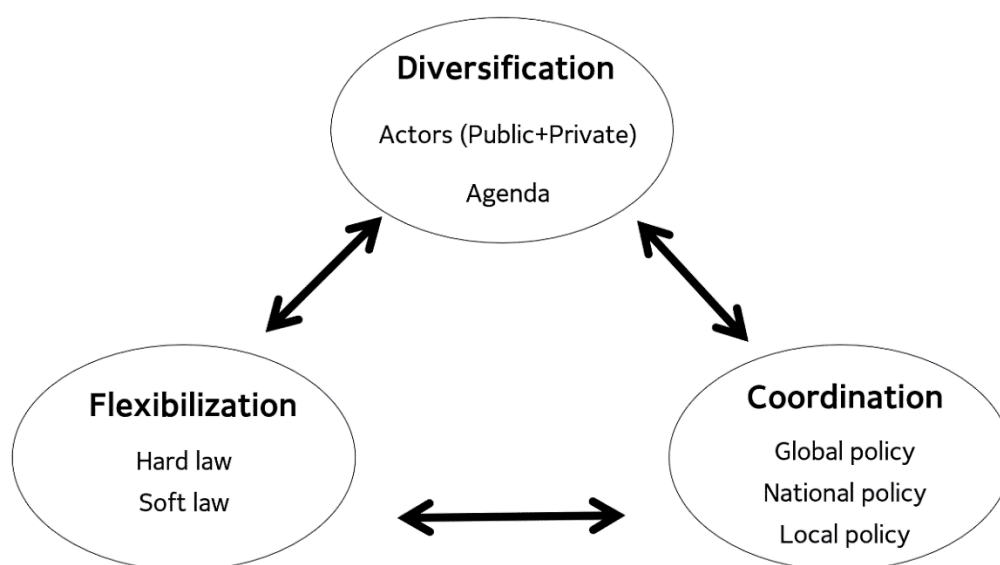 Diversification
Actors (Public+Private)
Agenda
Flexibilization
Hard law
Soft law
Coordination
Global policy
National policy
Local policy